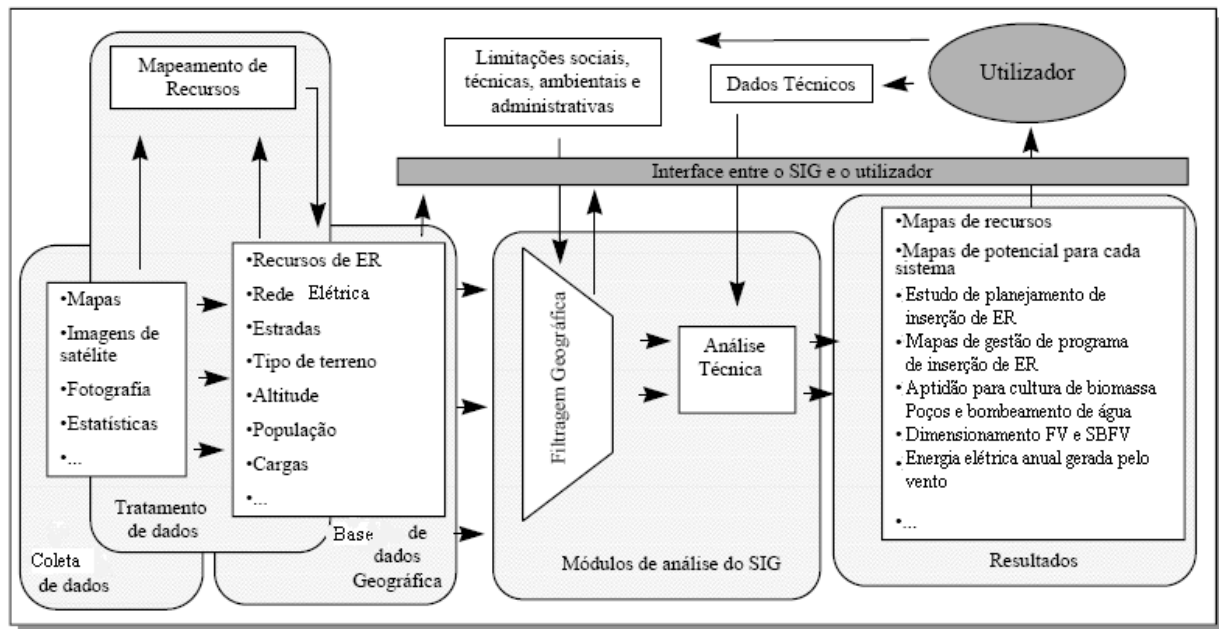 Mapeamento de
Recursos
Limitações sociais,
técnicas, ambientais e
administrativas
Dados Técnicos
Utilizador
Interface entre o SIG e o utilizador
•Mapas
•Imagens de
satélite
•Fotografia
•Estatísticas
•...
Tratamento
de dados
Coleta
de dados
•Recursos de ER
•Rede Elétrica
•Estradas
•Tipo de terreno
•Altitude
•População
•Cargas
•...
Base de
dados
Geográfica
Filtragem Geográfica
Análise
Técnica
Módulos de análise do SIG
•Mapas de recursos
•Mapas de potencial para cada
sistema
•Estudo de planejamento de
inserção de ER
•Mapas de gestão de programa
de inserção de ER
•Aptidão para cultura de biomassa
Poços e bombeamento de água
•Dimensionamento FV e SBFV
•Energia elétrica anual gerada pelo
vento
•...
Resultados